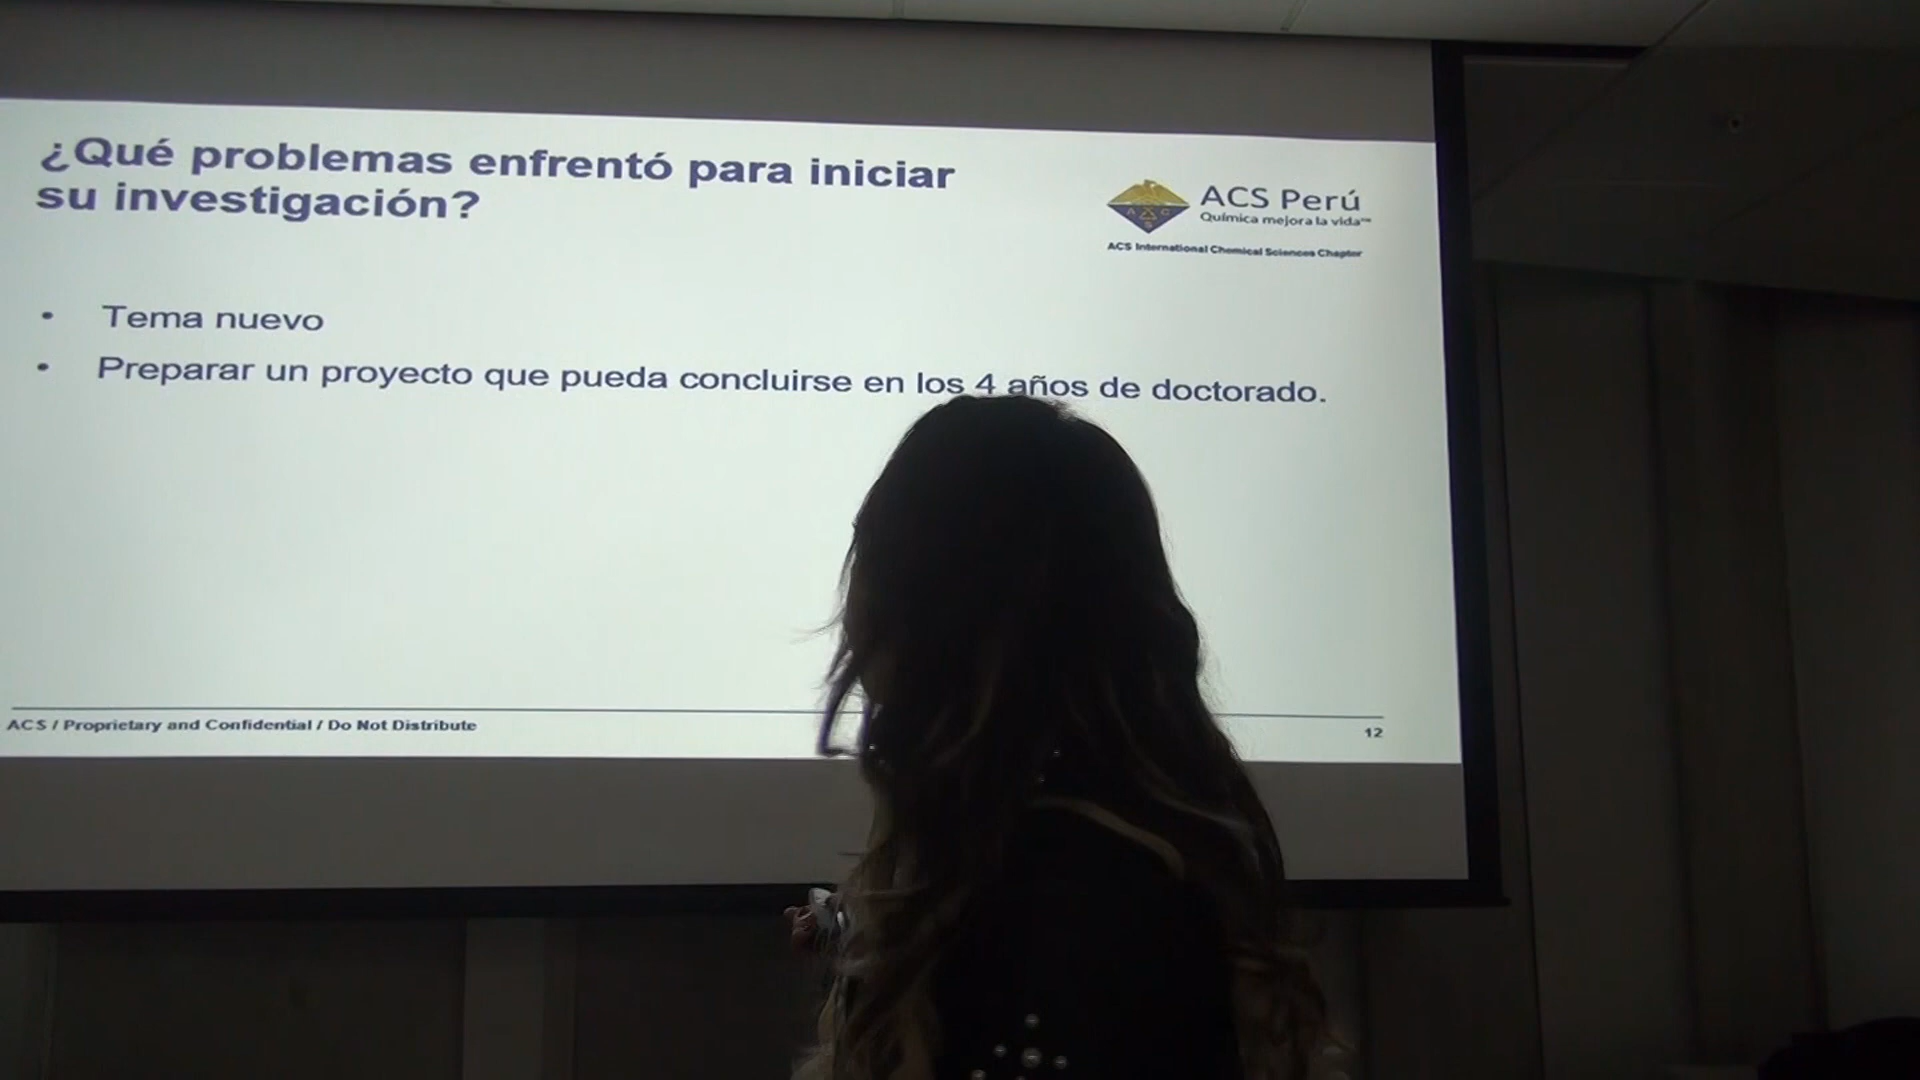 ¿Qué problemas enfrentó para iniciar
su investigación?
ACS Perú
Química mejora la vida™
ACS International Chemical Sciences Chapter
• Tema nuevo
• Preparar un proyecto que pueda concluirse en los 4 años de doctorado.
ACS / Proprietary and Confidential / Do Not Distribute
12